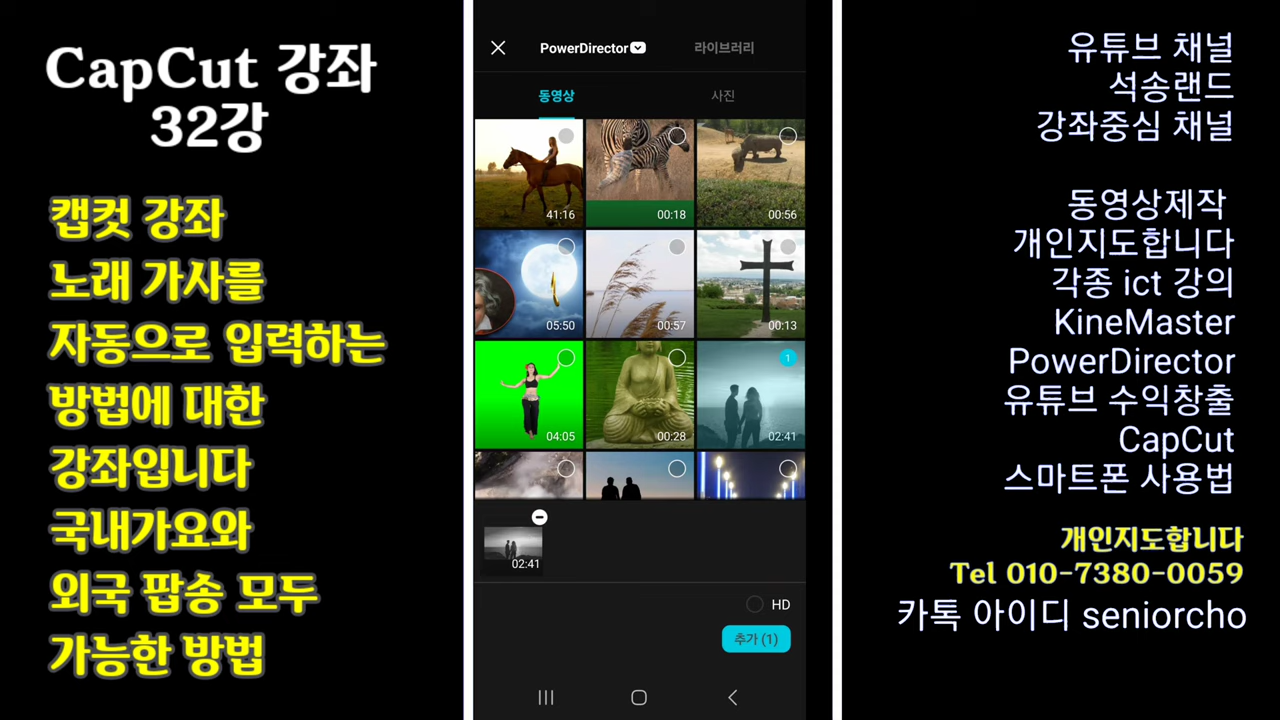 CapCut 강좌
32강
캡컷 강좌
노래 가사를
자동으로 입력하는
방법에 대한
강좌입니다
국내가요와
외국 팝송 모두
가능한 방법
PowerDirector
라이브러리
동영상
사진
41:16
00:18
00:56
05:50
00:57
00:13
04:05
00:28
1
02:41
02:41
HD
추가 (1)
유튜브 채널
석송랜드
강좌중심 채널
동영상제작
개인지도합니다
각종 ict 강의
KineMaster
PowerDirector
유튜브 수익창출
CapCut
스마트폰 사용법
개인지도합니다
Tel 010-7380-0059
카톡 아이디 seniorcho